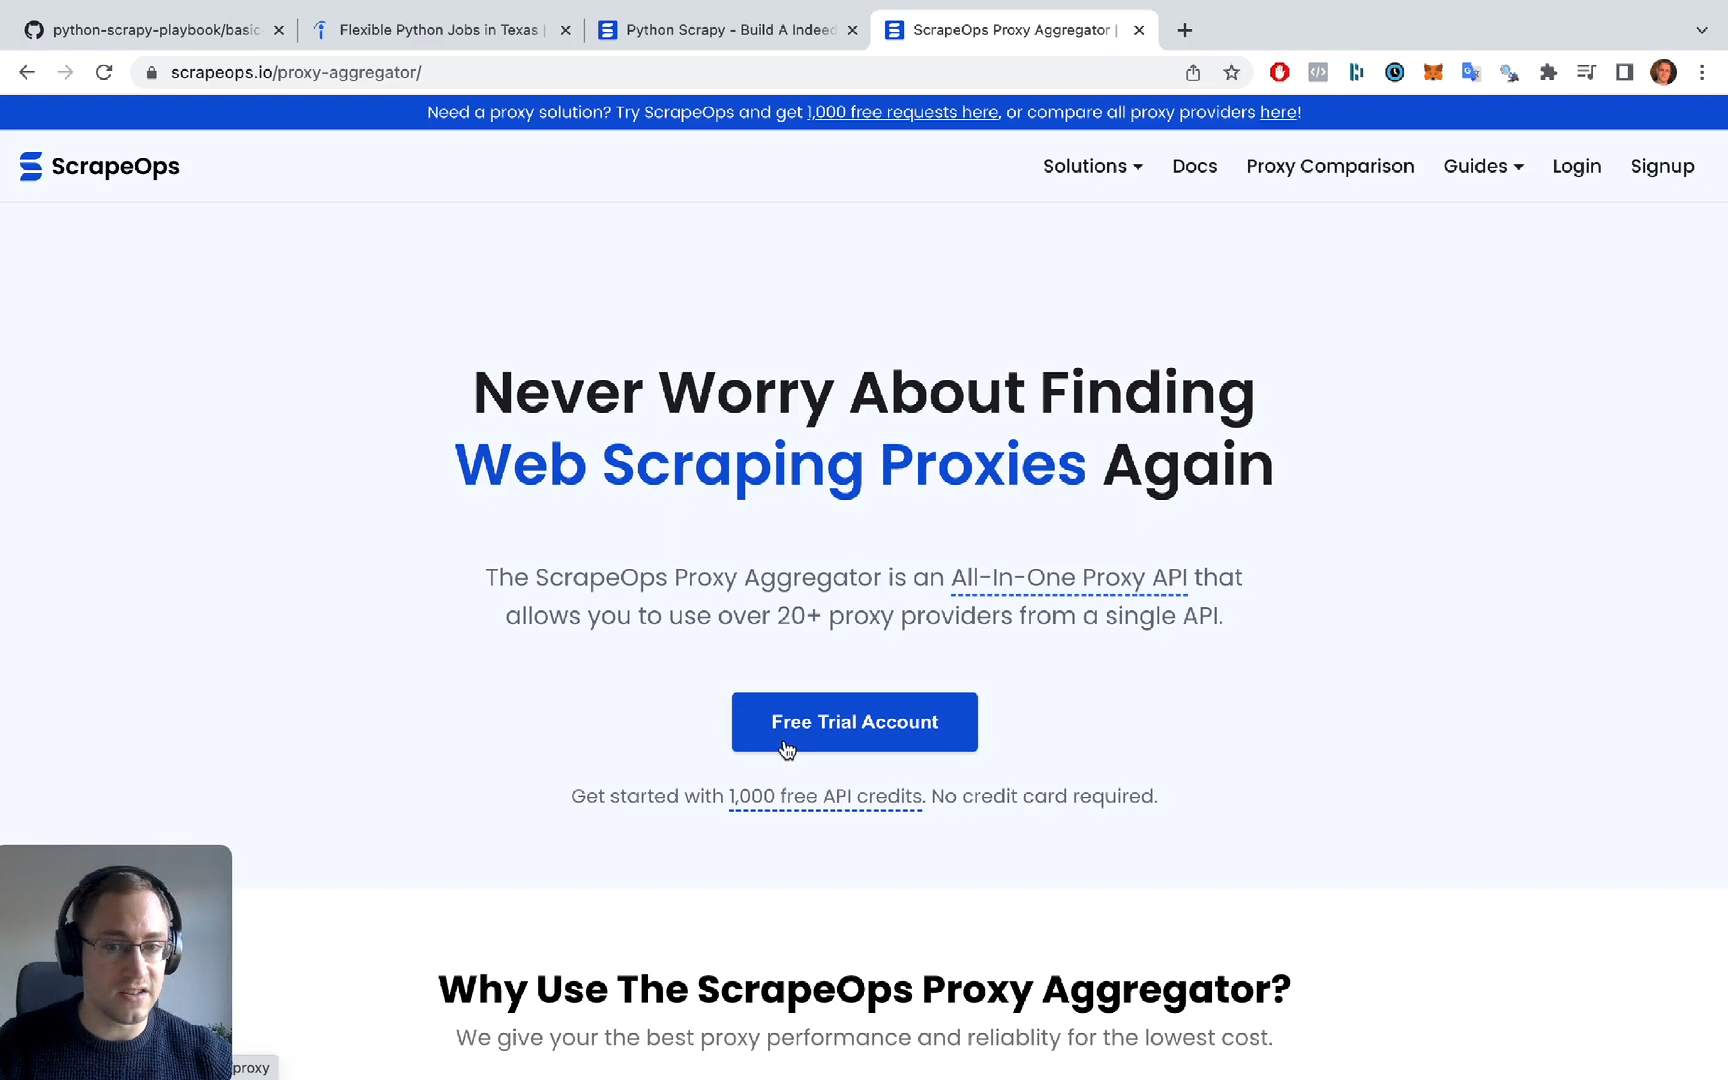 python-scrapy-playbook/basic
Flexible Python Jobs in Texas |
Python Scrapy - Build A Indeed
ScrapeOps Proxy Aggregator |
scrapeops.io/proxy-aggregator/
Need a proxy solution? Try ScrapeOps and get 1,000 free requests here, or compare all proxy providers here!
ScrapeOps
Solutions
Docs
Proxy Comparison
Guides
Login
Signup
Never Worry About Finding
Web Scraping Proxies Again
The ScrapeOps Proxy Aggregator is an All-In-One Proxy API that
allows you to use over 20+ proxy providers from a single API.
Free Trial Account
Get started with 1,000 free API credits. No credit card required.
Why Use The ScrapeOps Proxy Aggregator?
We give your the best proxy performance and reliablity for the lowest cost.
proxy